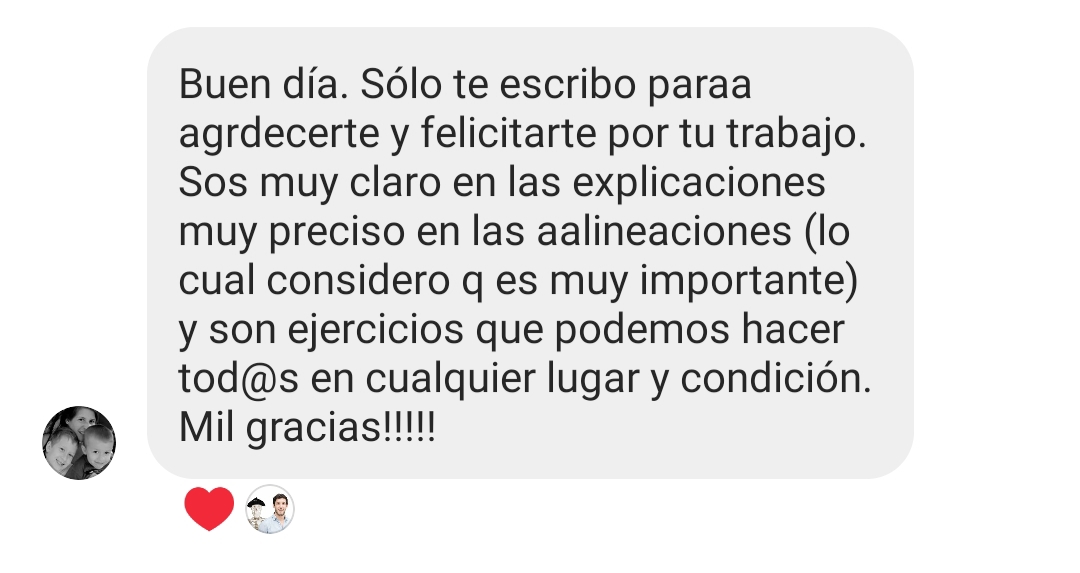 Buen día. Sólo te escribo paraa
agrdecerte y felicitarte por tu trabajo.
Sos muy claro en las explicaciones
muy preciso en las aalineaciones (lo
cual considero q es muy importante)
y son ejercicios que podemos hacer
tod@s en cualquier lugar y condición.
Mil gracias!!!!!